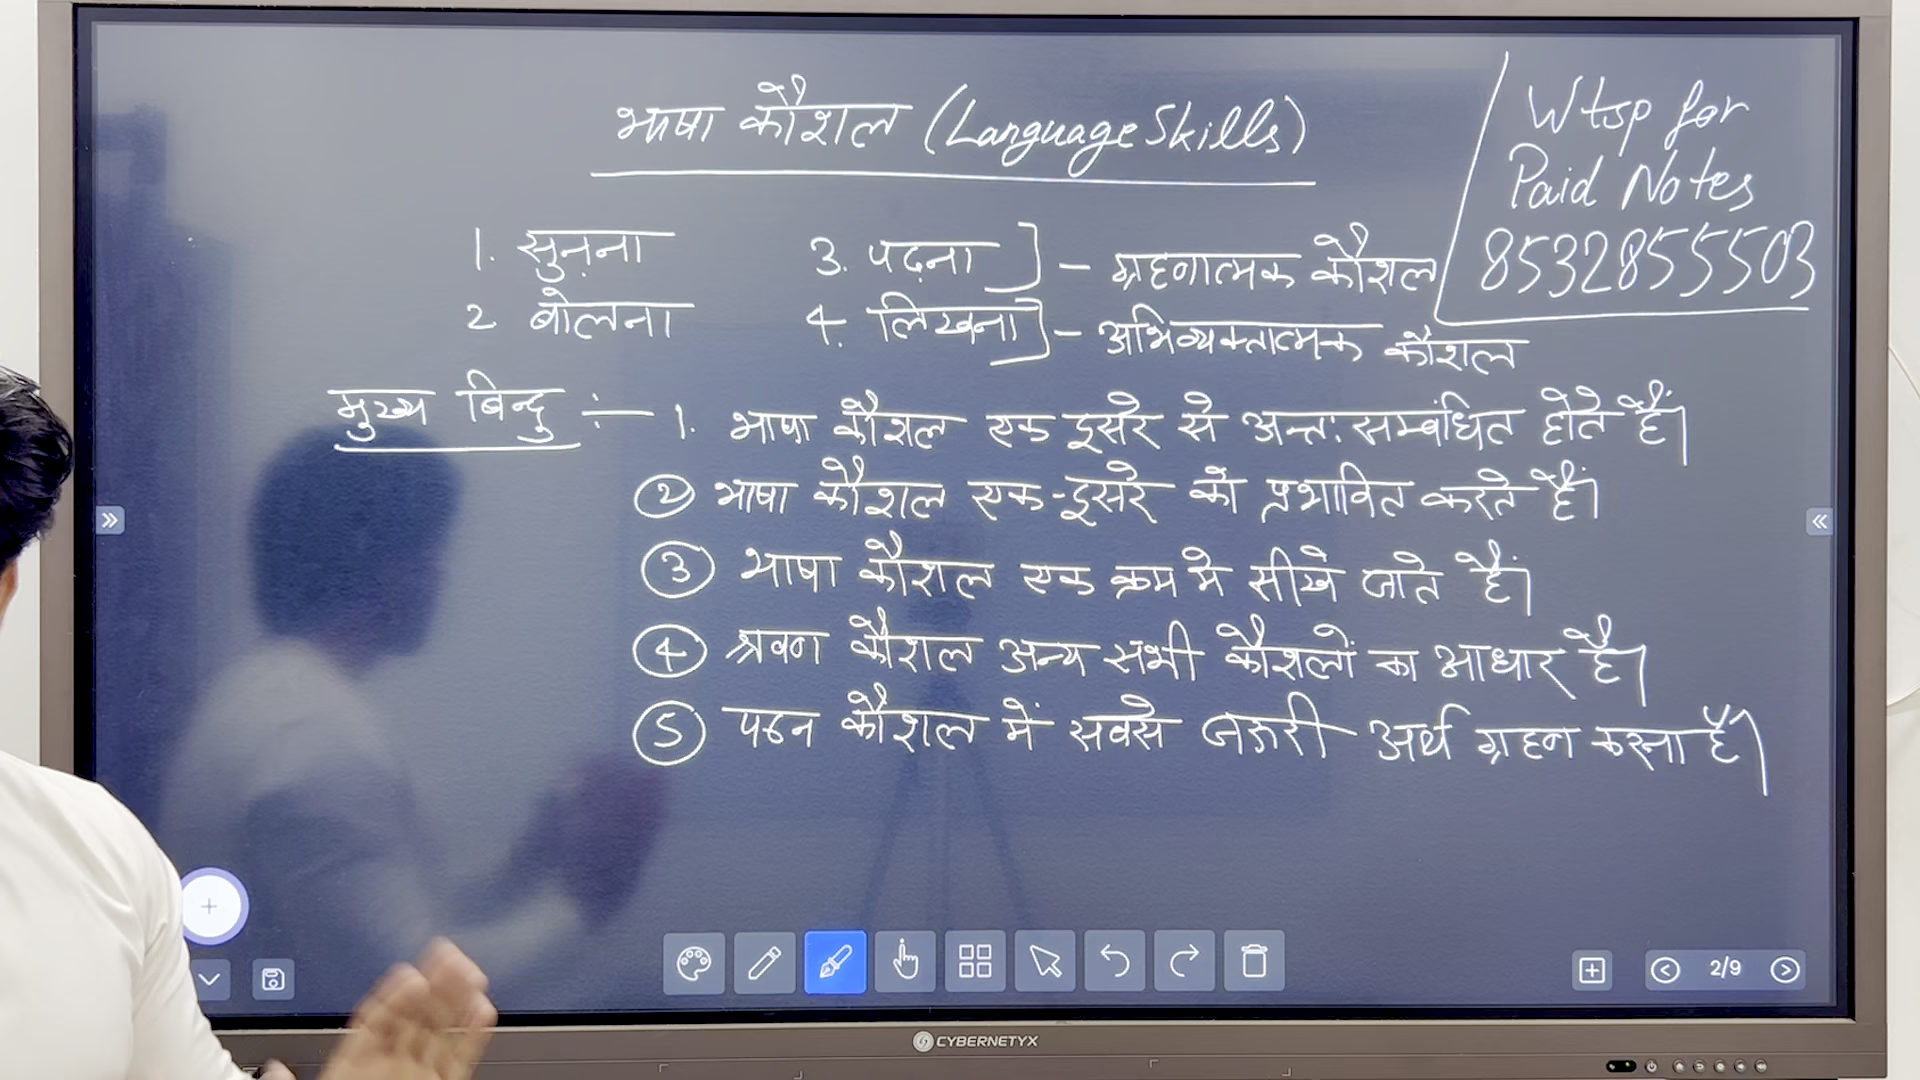 भाषा कौशल (Language Skills)
Wtsp for
Paid Notes
8532855503
1. सुनना 3. पढ़ना ] – ग्रहणात्मक कौशल
2 बोलना 4. लिखना ] – अभिव्यक्तात्मक कौशल
मुख्य बिन्दु :– 1. भाषा कौशल एक दूसरे से अन्त: सम्बंधित होते हैं।
② भाषा कौशल एक-दूसरे को प्रभावित करते हैं।
③ भाषा कौशल एक क्रम मे सीखे जाते हैं।
④ श्रवण कौशल अन्य सभी कौशलों का आधार है।
⑤ पठन कौशल में सबसे जरुरी अर्थ ग्रहण करना है।
2/9
CYBERNETYX